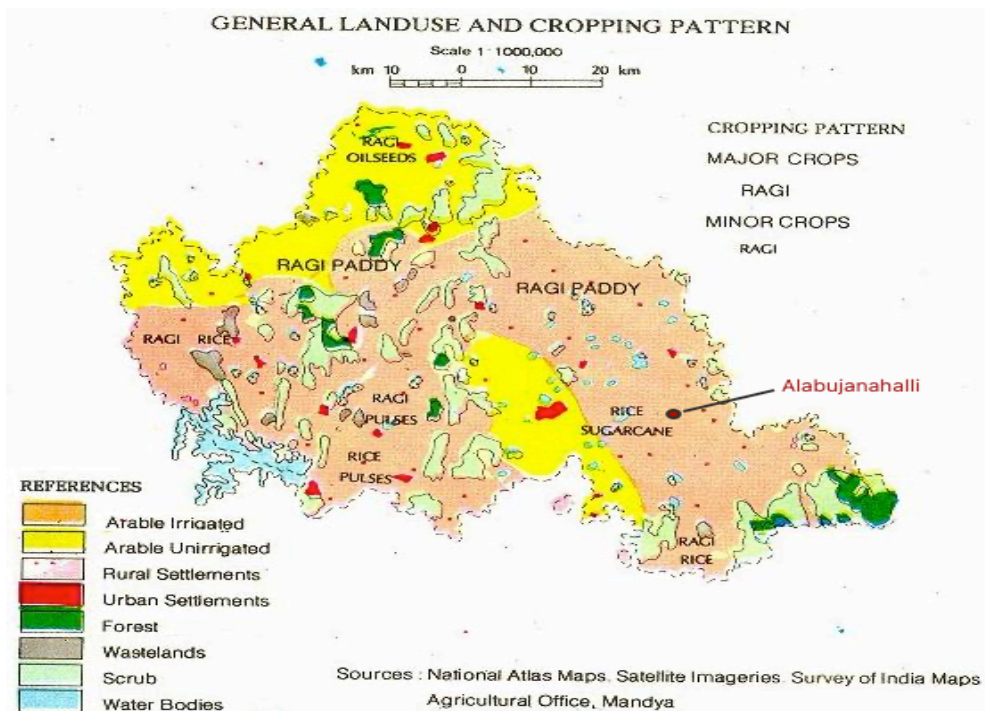 GENERAL LANDUSE AND CROPPING PATTERN
Scale 1:1000,000
km 10 0 10 20 km
CROPPING PATTERN
MAJOR CROPS
RAGI
MINOR CROPS
RAGI
RAGI
OILSEEDS
RAGI PADDY
RAGI PADDY
RAGI RICE
RAGI
PULSES
RICE
PULSES
RICE
SUGARCANE
Alabujanahalli
RAGI
RICE
REFERENCES
Arable Irrigated
Arable Unirrigated
Rural Settlements
Urban Settlements
Forest
Wastelands
Scrub
Water Bodies
Sources : National Atlas Maps. Satellite Imageries. Survey of India Maps
Agricultural Office, Mandya